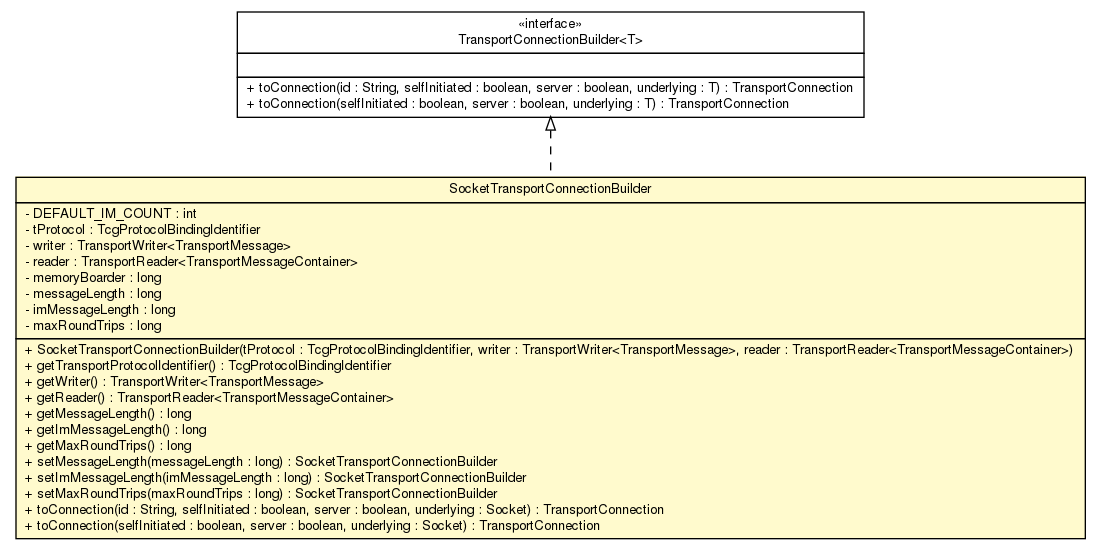 «interface»
TransportConnectionBuilder<T>
+ toConnection(id : String, selfInitiated : boolean, server : boolean, underlying : T) : TransportConnection
+ toConnection(selfInitiated : boolean, server : boolean, underlying : T) : TransportConnection
SocketTransportConnectionBuilder
- DEFAULT_IM_COUNT : int
- tProtocol : TcgProtocolBindingIdentifier
- writer : TransportWriter<TransportMessage>
- reader : TransportReader<TransportMessageContainer>
- memoryBoarder : long
- messageLength : long
- imMessageLength : long
- maxRoundTrips : long
+ SocketTransportConnectionBuilder(tProtocol : TcgProtocolBindingIdentifier, writer : TransportWriter<TransportMessage>, reader : TransportReader<TransportMessageContainer>)
+ getTransportProtocolIdentifier() : TcgProtocolBindingIdentifier
+ getWriter() : TransportWriter<TransportMessage>
+ getReader() : TransportReader<TransportMessageContainer>
+ getMessageLength() : long
+ getImMessageLength() : long
+ getMaxRoundTrips() : long
+ setMessageLength(messageLength : long) : SocketTransportConnectionBuilder
+ setImMessageLength(imMessageLength : long) : SocketTransportConnectionBuilder
+ setMaxRoundTrips(maxRoundTrips : long) : SocketTransportConnectionBuilder
+ toConnection(id : String, selfInitiated : boolean, server : boolean, underlying : Socket) : TransportConnection
+ toConnection(selfInitiated : boolean, server : boolean, underlying : Socket) : TransportConnection